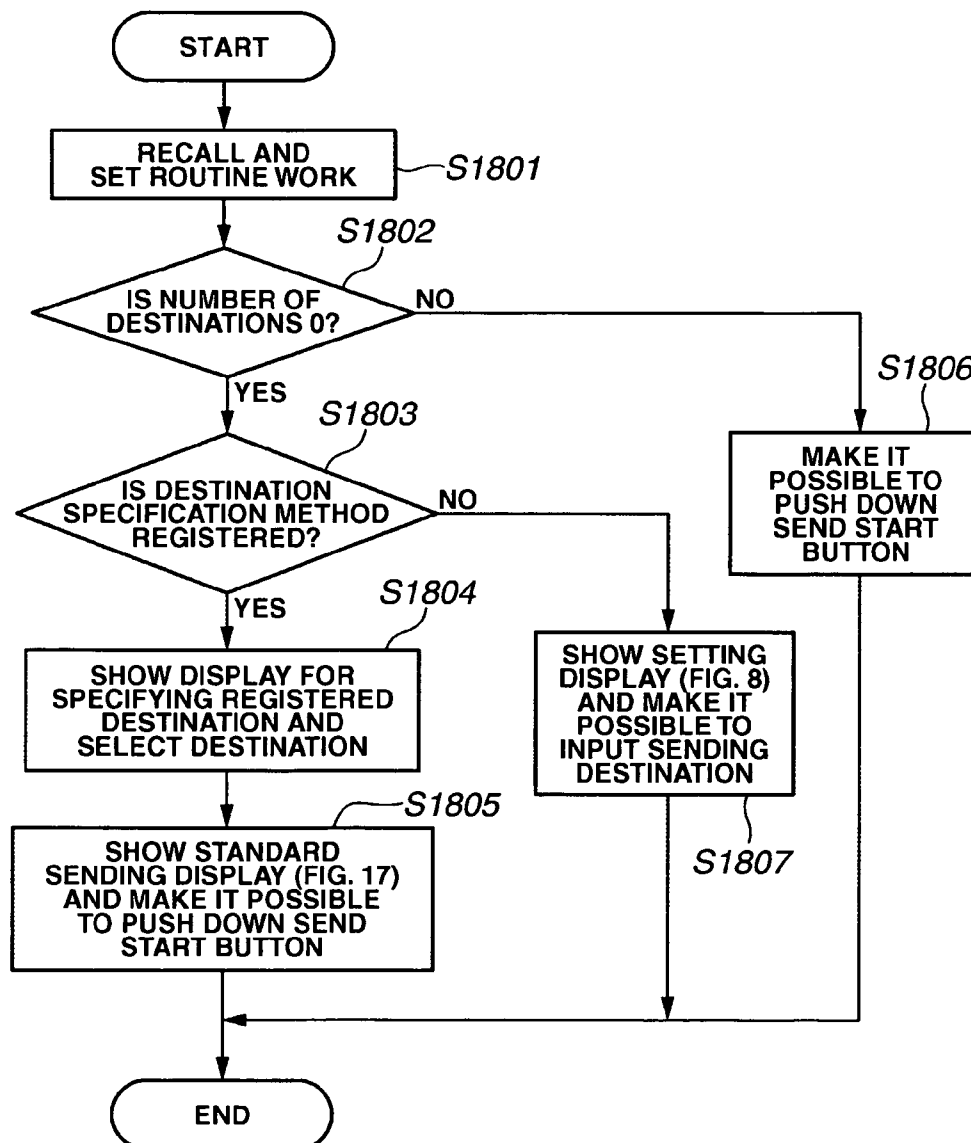 START
RECALL AND
SET ROUTINE WORK
S1801
S1802
IS NUMBER OF
DESTINATIONS 0?
NO
YES
S1806
MAKE IT
POSSIBLE TO
PUSH DOWN
SEND START
BUTTON
S1803
IS DESTINATION
SPECIFICATION METHOD
REGISTERED?
NO
YES
S1804
SHOW DISPLAY FOR
SPECIFYING REGISTERED
DESTINATION AND
SELECT DESTINATION
SHOW SETTING
DISPLAY (FIG. 8)
AND MAKE IT
POSSIBLE TO
INPUT SENDING
DESTINATION
S1807
S1805
SHOW STANDARD
SENDING DISPLAY (FIG. 17)
AND MAKE IT POSSIBLE
TO PUSH DOWN SEND
START BUTTON
END